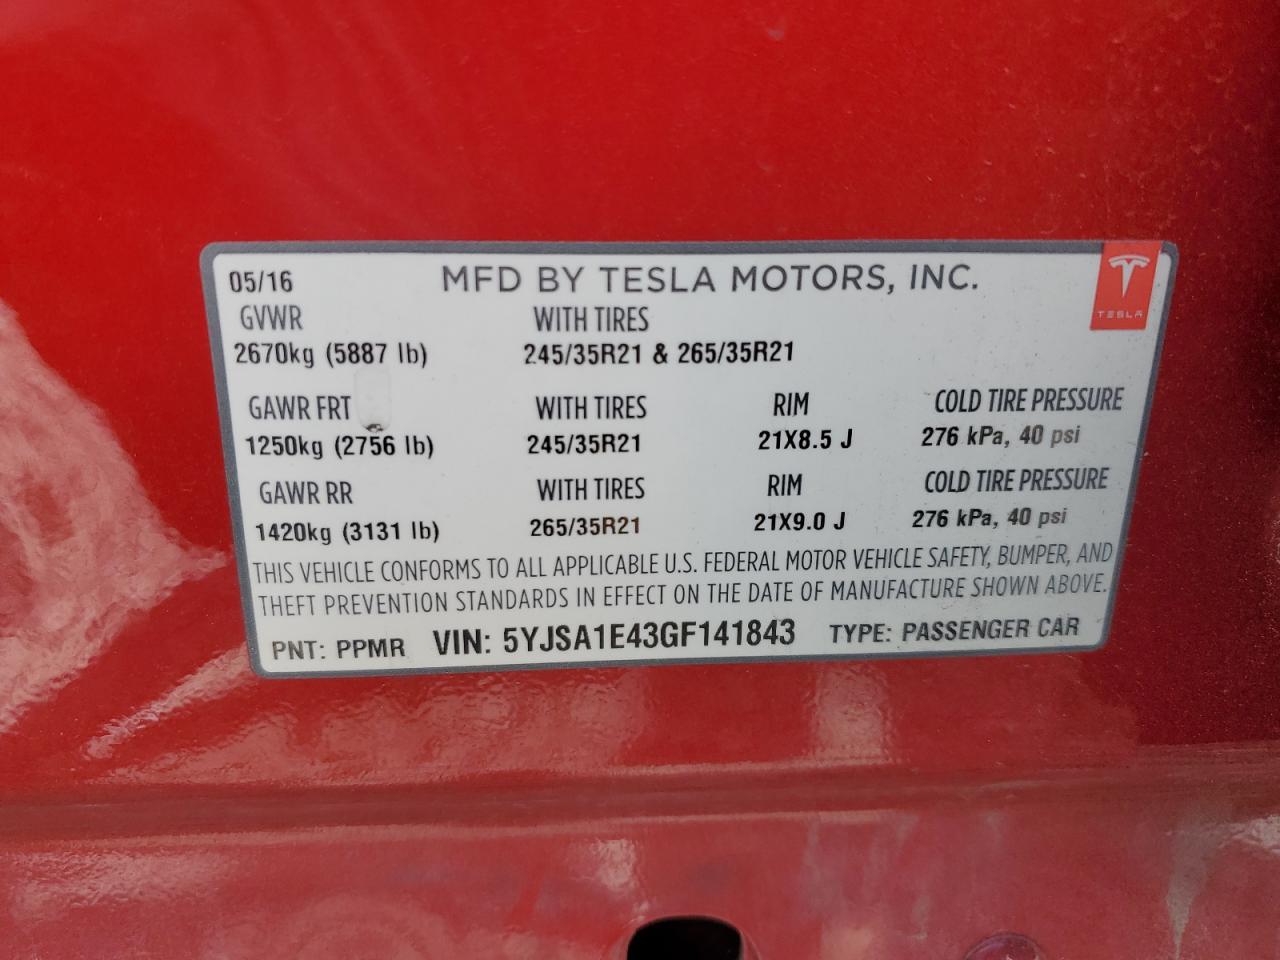 05/16 MFD BY TESLA MOTORS, INC.
TESLA
GVWR WITH TIRES
2670kg (5887 lb) 245/35R21 & 265/35R21
GAWR FRT WITH TIRES RIM COLD TIRE PRESSURE
1250kg (2756 lb) 245/35R21 21X8.5 J 276 kPa, 40 psi
GAWR RR WITH TIRES RIM COLD TIRE PRESSURE
1420kg (3131 lb) 265/35R21 21X9.0 J 276 kPa, 40 psi
THIS VEHICLE CONFORMS TO ALL APPLICABLE U.S. FEDERAL MOTOR VEHICLE SAFETY, BUMPER, AND
THEFT PREVENTION STANDARDS IN EFFECT ON THE DATE OF MANUFACTURE SHOWN ABOVE.
PNT: PPMR VIN: 5YJSA1E43GF141843 TYPE: PASSENGER CAR